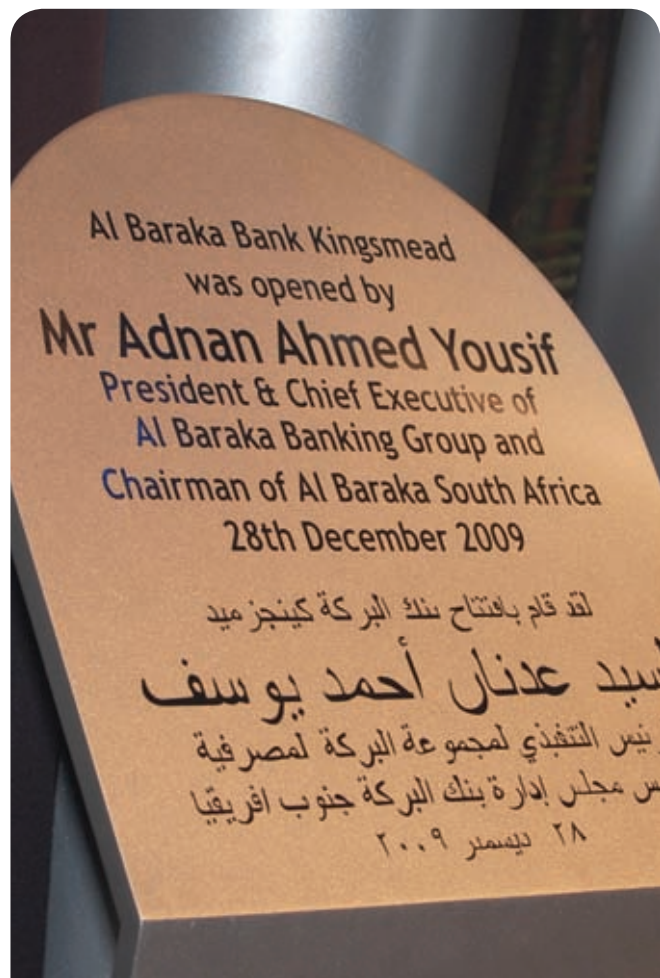 Al Baraka Bank Kingsmead
was opened by
Mr Adnan Ahmed Yousif
President & Chief Executive of
Al Baraka Banking Group and
Chairman of Al Baraka South Africa
28th December 2009
لقد قام بافتتاح بنك البركة كينجز ميد
سيد عدنان أحمد يوسف
ئيس التنفيذي لمجموعة البركة لمصرفية
س مجلس إدارة بنك البركة جنوب افريقيا
٢٨ ديسمبر ٢٠٠٩